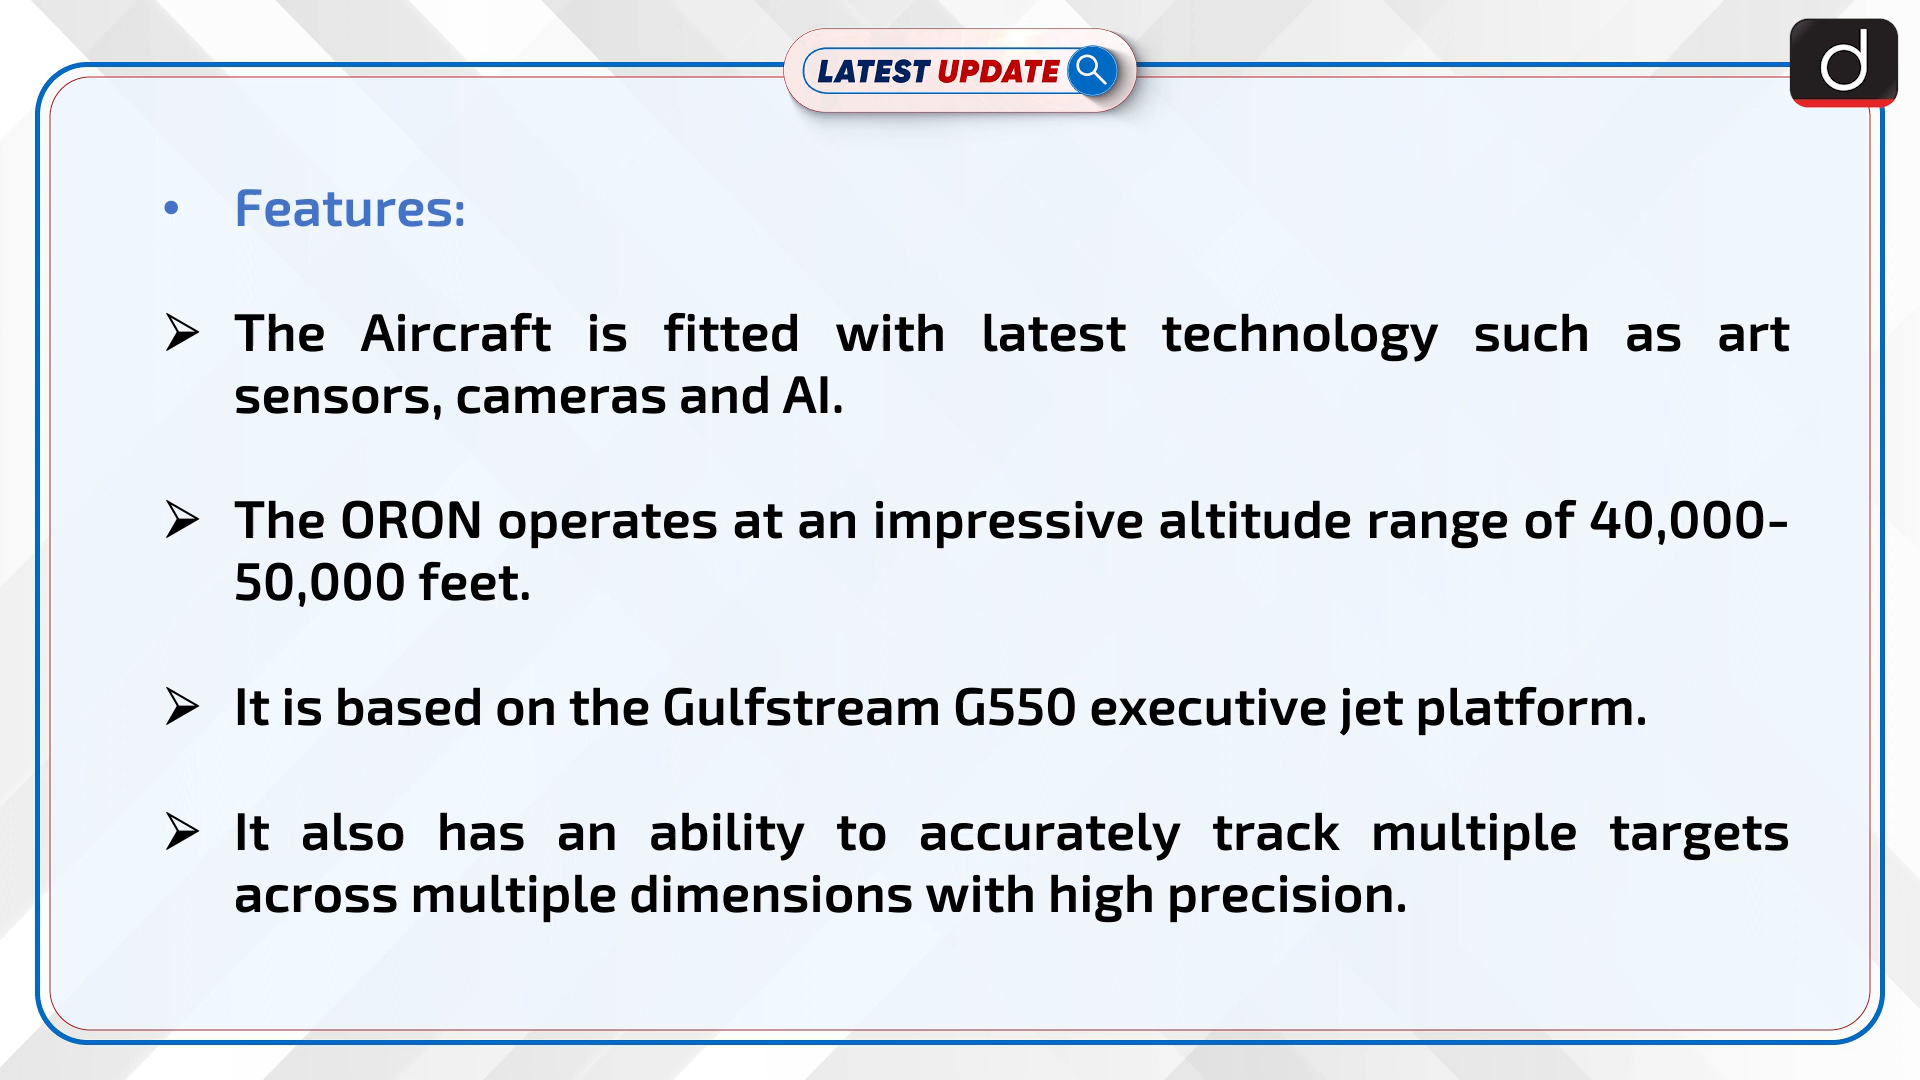 LATEST UPDATE
d
• Features:
➢ The Aircraft is fitted with latest technology such as art
sensors, cameras and AI.
➢ The ORON operates at an impressive altitude range of 40,000-
50,000 feet.
➢ It is based on the Gulfstream G550 executive jet platform.
➢ It also has an ability to accurately track multiple targets
across multiple dimensions with high precision.